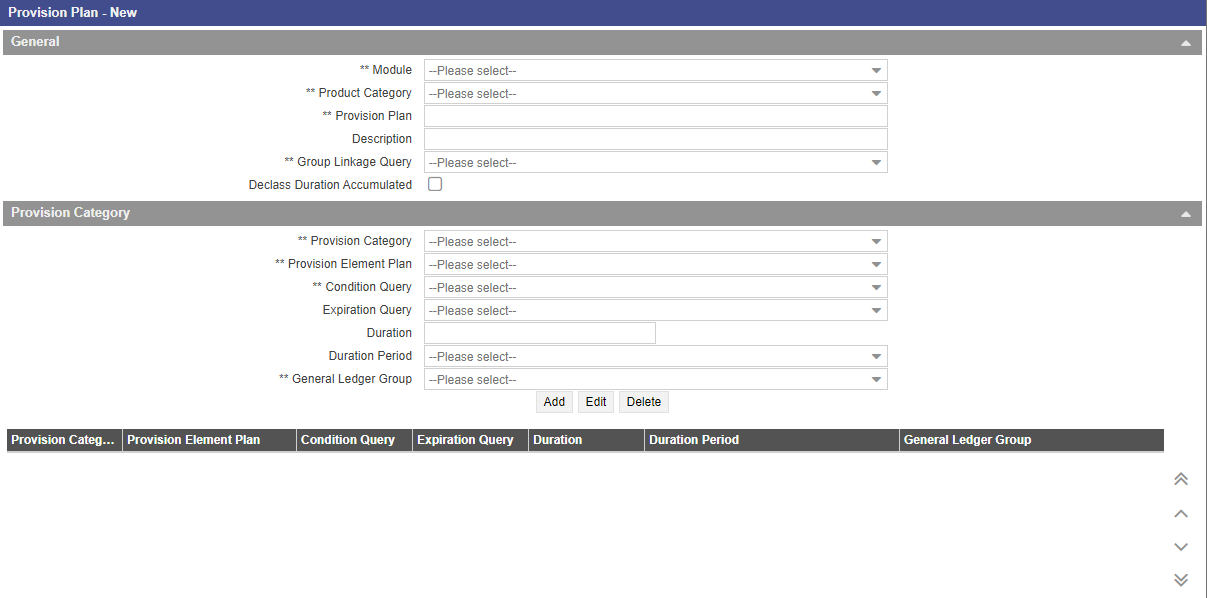 Provision Plan - New
General
** Module --Please select--
** Product Category --Please select--
** Provision Plan
Description
** Group Linkage Query --Please select--
Declass Duration Accumulated
Provision Category
** Provision Category --Please select--
** Provision Element Plan --Please select--
** Condition Query --Please select--
Expiration Query --Please select--
Duration
Duration Period --Please select--
** General Ledger Group --Please select--
Add Edit Delete
Provision Categ... Provision Element Plan Condition Query Expiration Query Duration Duration Period General Ledger Group